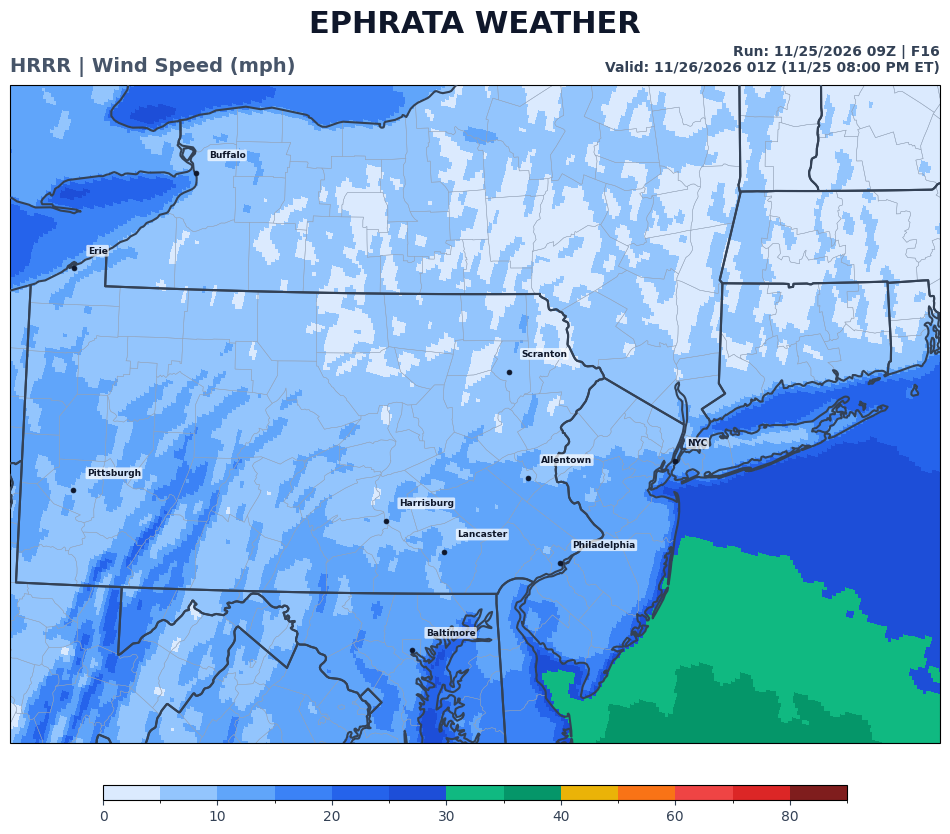 EPHRATA WEATHER
HRRR | Wind Speed (mph)
Run: 11/25/2026 09Z | F16
Valid: 11/26/2026 01Z (11/25 08:00 PM ET)
Buffalo
Erie
Scranton
NYC
Allentown
Pittsburgh
Harrisburg
Lancaster
Philadelphia
Baltimore
0 10 20 30 40 50 60 70 80